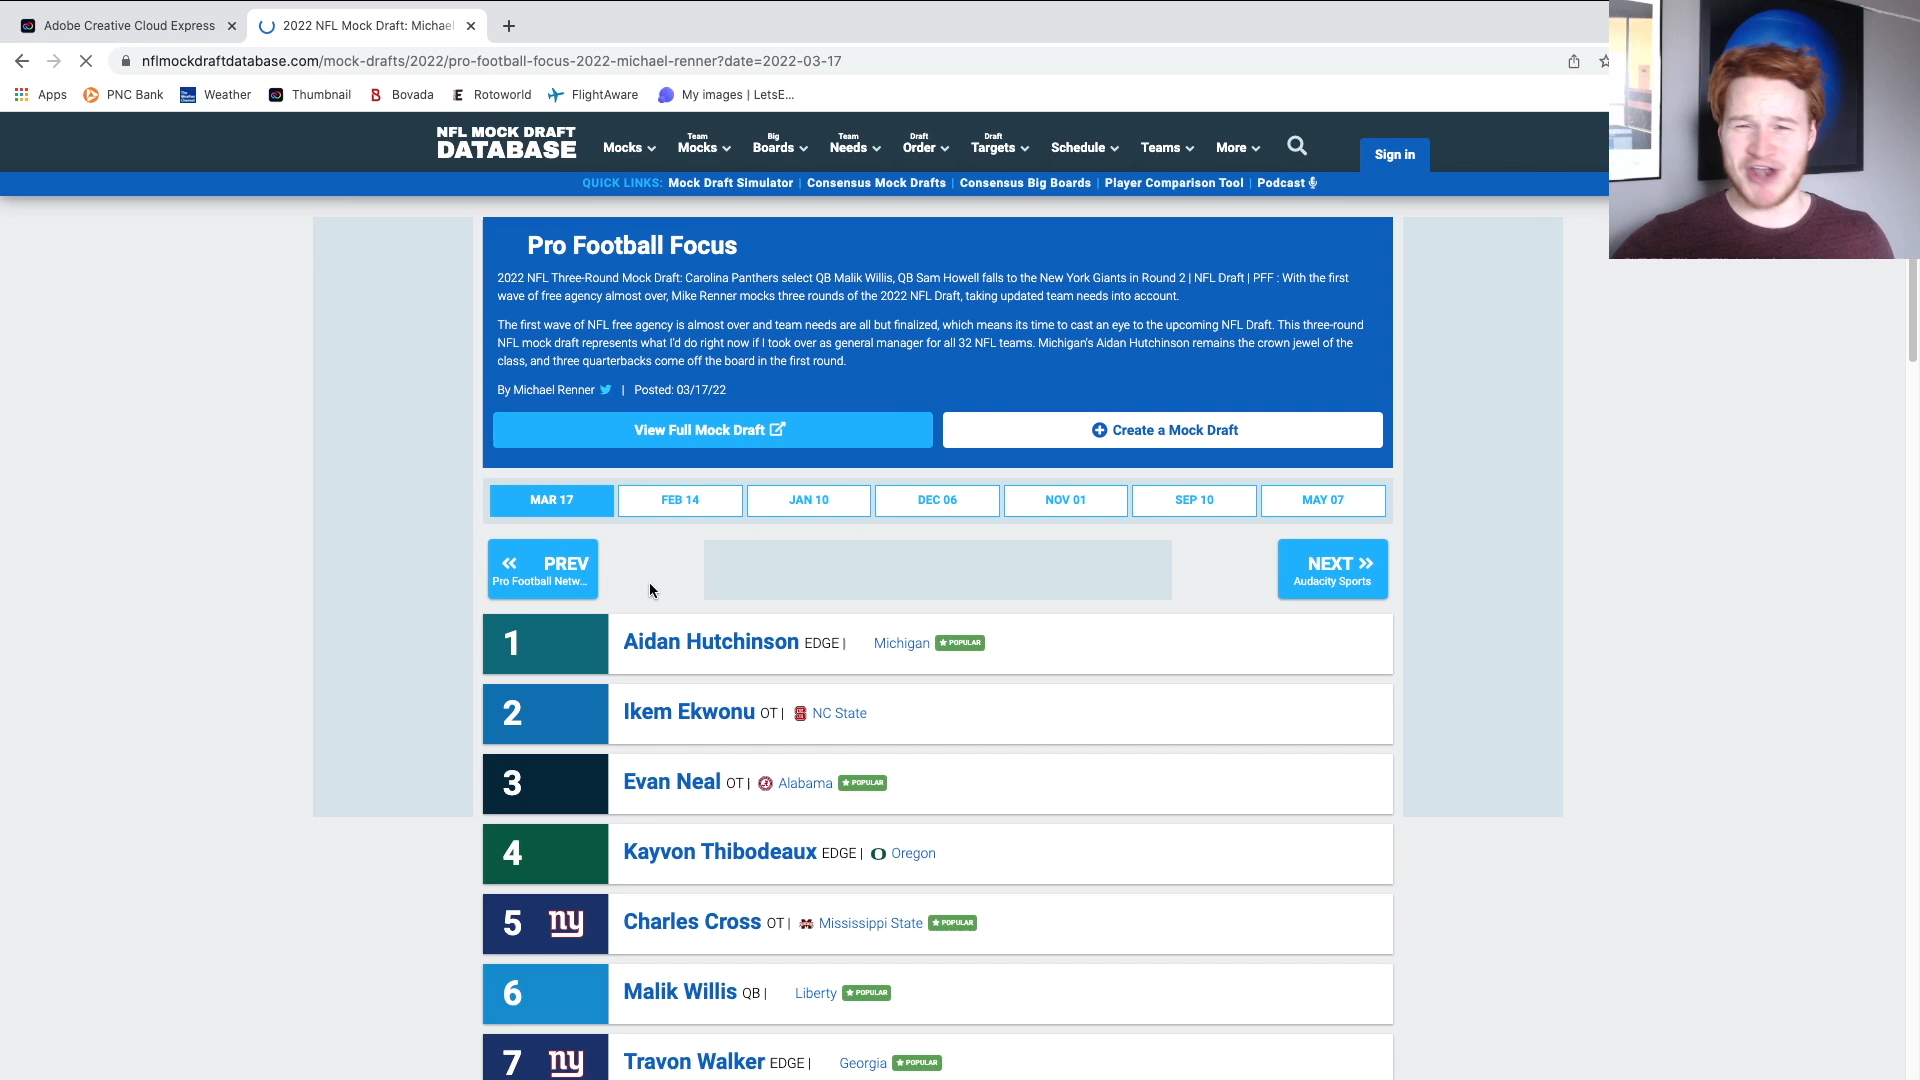 Adobe Creative Cloud Express
2022 NFL Mock Draft: Michael
nflmockdraftdatabase.com/mock-drafts/2022/pro-football-focus-2022-michael-renner?date=2022-03-17
Apps PNC Bank Weather Thumbnail Bovada Rotoworld FlightAware My images | LetsE...
NFL MOCK DRAFT
DATABASE
Mocks
Team
Mocks
Big
Boards
Team
Needs
Draft
Order
Draft
Targets
Schedule
Teams
More
Sign in
QUICK LINKS: Mock Draft Simulator | Consensus Mock Drafts | Consensus Big Boards | Player Comparison Tool | Podcast
Pro Football Focus
2022 NFL Three-Round Mock Draft: Carolina Panthers select QB Malik Willis, QB Sam Howell falls to the New York Giants in Round 2 | NFL Draft | PFF : With the first
wave of free agency almost over, Mike Renner mocks three rounds of the 2022 NFL Draft, taking updated team needs into account.
The first wave of NFL free agency is almost over and team needs are all but finalized, which means its time to cast an eye to the upcoming NFL Draft. This three-round
NFL mock draft represents what I'd do right now if I took over as general manager for all 32 NFL teams. Michigan's Aidan Hutchinson remains the crown jewel of the
class, and three quarterbacks come off the board in the first round.
By Michael Renner | Posted: 03/17/22
View Full Mock Draft
Create a Mock Draft
MAR 17 FEB 14 JAN 10 DEC 06 NOV 01 SEP 10 MAY 07
« PREV
Pro Football Netw...
NEXT »
Audacity Sports
1 Aidan Hutchinson EDGE | Michigan ★ POPULAR
2 Ikem Ekwonu OT | NC State
3 Evan Neal OT | Alabama ★ POPULAR
4 Kayvon Thibodeaux EDGE | Oregon
5 ny Charles Cross OT | Mississippi State ★ POPULAR
6 Malik Willis QB | Liberty ★ POPULAR
7 ny Travon Walker EDGE | Georgia ★ POPULAR